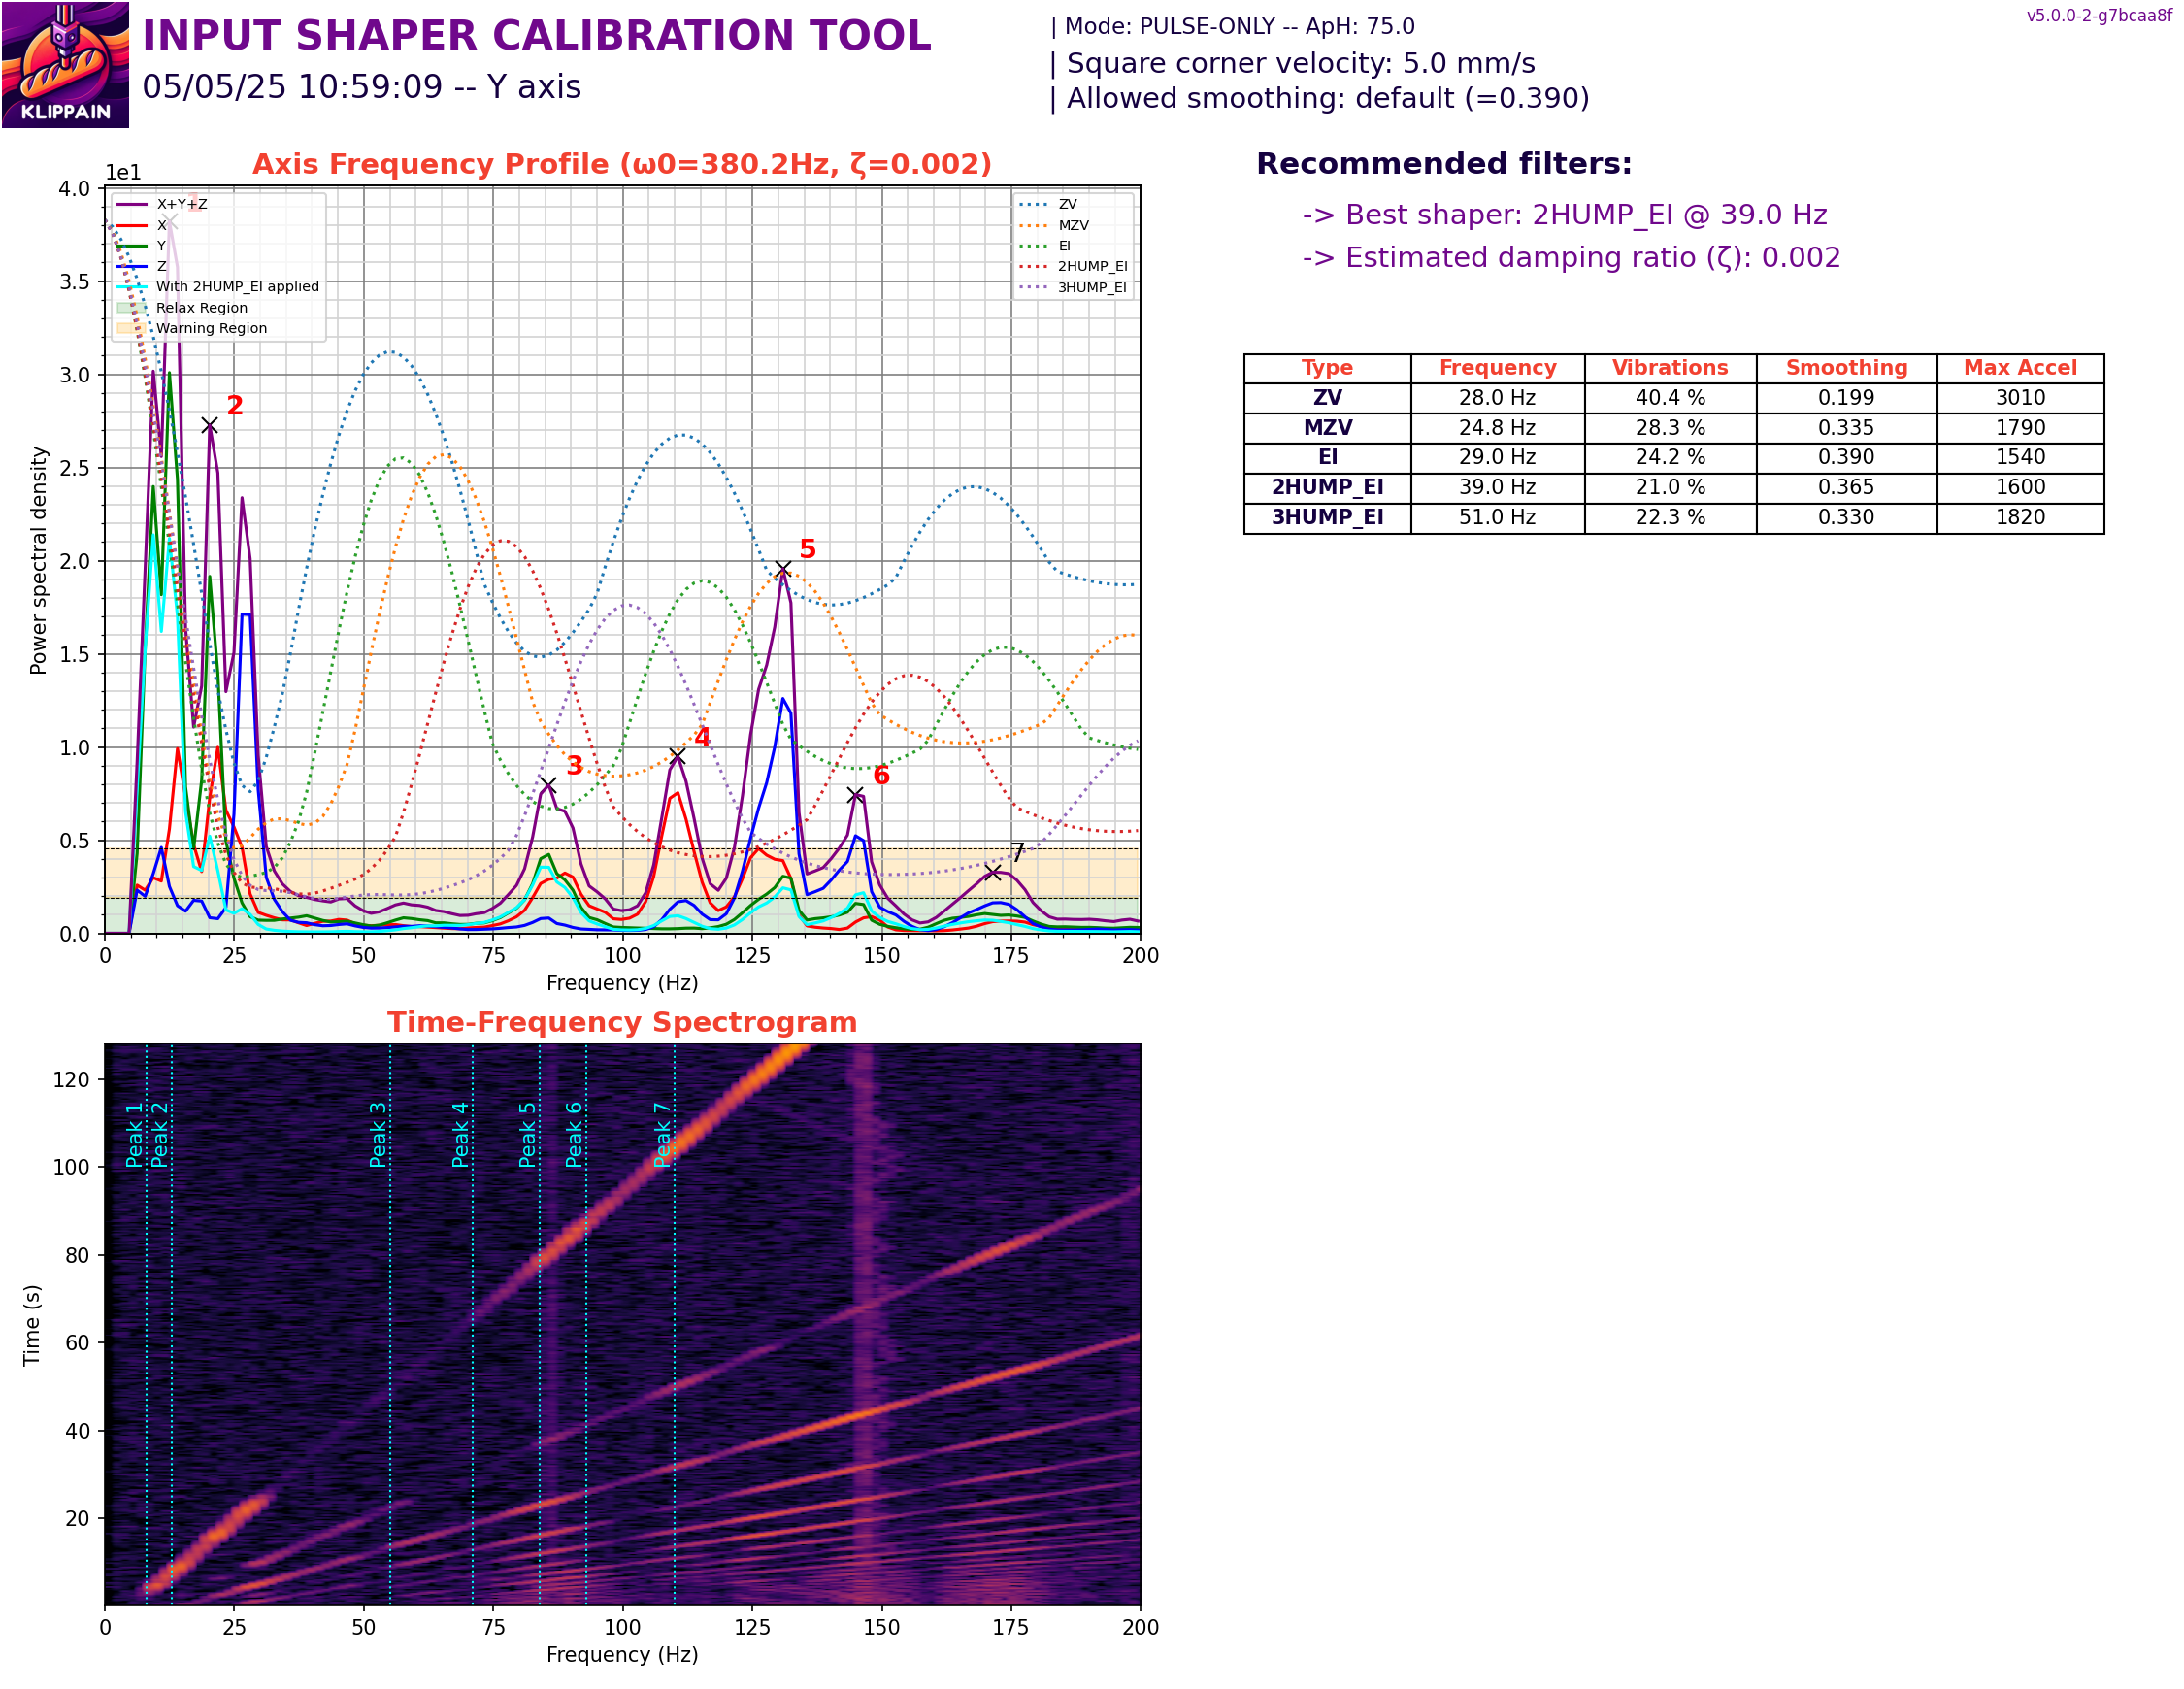 KLIPPAIN
INPUT SHAPER CALIBRATION TOOL
05/05/25 10:59:09 -- Y axis
| Mode: PULSE-ONLY -- ApH: 75.0
| Square corner velocity: 5.0 mm/s
| Allowed smoothing: default (=0.390)
v5.0.0-2-g7bcaa8f
Axis Frequency Profile (ω0=380.2Hz, ζ=0.002)
1e1
4.0
3.5
3.0
2.5
2.0
1.5
1.0
0.5
0.0
Power spectral density
X+Y+Z
X
Y
Z
With 2HUMP_EI applied
Relax Region
Warning Region
ZV
MZV
EI
2HUMP_EI
3HUMP_EI
1
2
3
4
5
6
7
0 25 50 75 100 125 150 175 200
Frequency (Hz)
Recommended filters:
-> Best shaper: 2HUMP_EI @ 39.0 Hz
-> Estimated damping ratio (ζ): 0.002
Type Frequency Vibrations Smoothing Max Accel
ZV 28.0 Hz 40.4 % 0.199 3010
MZV 24.8 Hz 28.3 % 0.335 1790
EI 29.0 Hz 24.2 % 0.390 1540
2HUMP_EI 39.0 Hz 21.0 % 0.365 1600
3HUMP_EI 51.0 Hz 22.3 % 0.330 1820
Time-Frequency Spectrogram
120
100
80
60
40
20
Time (s)
Peak 1
Peak 2
Peak 3
Peak 4
Peak 5
Peak 6
Peak 7
0 25 50 75 100 125 150 175 200
Frequency (Hz)